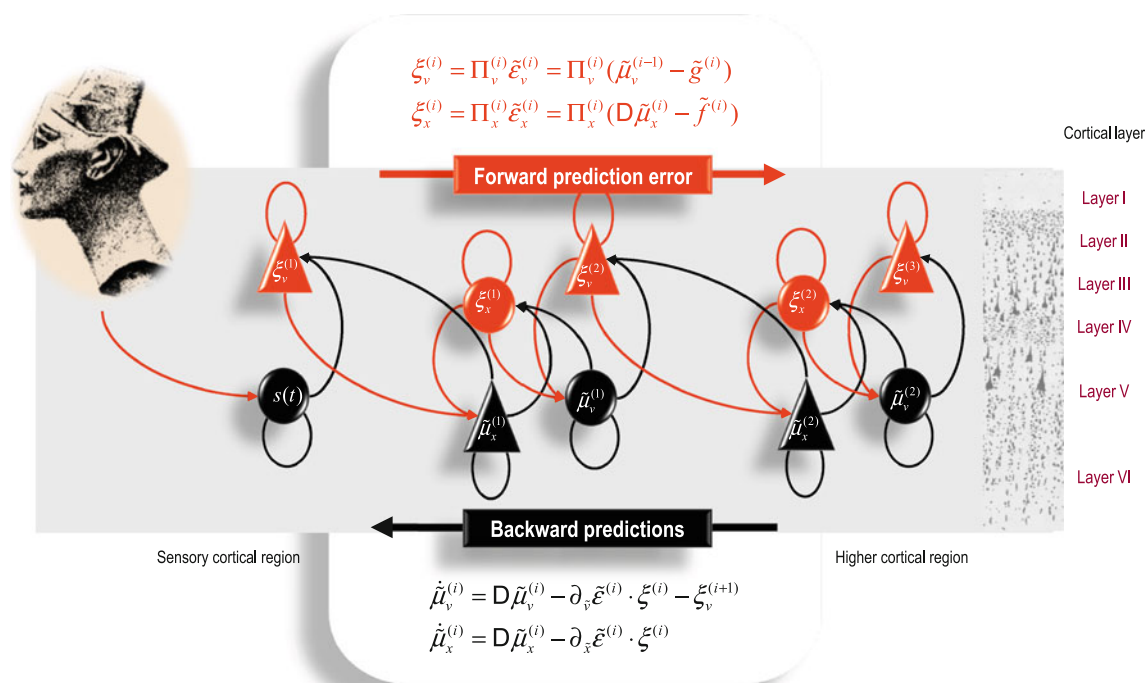 ξ_v^{(i)} = Π_v^{(i)} ε̃_v^{(i)} = Π_v^{(i)} (μ̃_v^{(i−1)} − g̃^{(i)})
ξ_x^{(i)} = Π_x^{(i)} ε̃_x^{(i)} = Π_x^{(i)} (Dμ̃_x^{(i)} − f̃^{(i)})
Cortical layer
Forward prediction error
Layer I
Layer II
Layer III
Layer IV
Layer V
Layer VI
ξ_v^{(1)}
ξ_x^{(1)}
ξ_v^{(2)}
ξ_x^{(2)}
ξ_v^{(3)}
s(t)
μ̃_x^{(1)}
μ̃_v^{(1)}
μ̃_x^{(2)}
μ̃_v^{(2)}
Backward predictions
Sensory cortical region
Higher cortical region
μ̃̇_v^{(i)} = Dμ̃_v^{(i)} − ∂_ṽ ε̃^{(i)} · ξ^{(i)} − ξ_v^{(i+1)}
μ̃̇_x^{(i)} = Dμ̃_x^{(i)} − ∂_x̃ ε̃^{(i)} · ξ^{(i)}